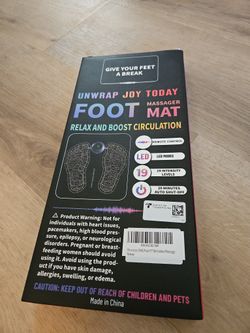 GIVE YOUR FEET
A BREAK
UNWRAP JOY TODAY
FOOT MASSAGER
MAT
RELAX AND BOOST CIRCULATION
REMOTE CONTROL
LED
LED MODES
19
19 INTENSITY
LEVELS
20 MINUTES
AUTO SHUT-OFF
Product Warning: Not for
humans with heart issues,
pacemakers, high blood pres-
sure, epilepsy, or neurological
disorders. Pregnant or breast-
feeding women should avoid
using it. Avoid using the prod-
uct if you have skin damage,
allergies, swelling, or edema.
CAUTION: KEEP OUT OF REACH OF CHILDREN AND PETS
Made in China